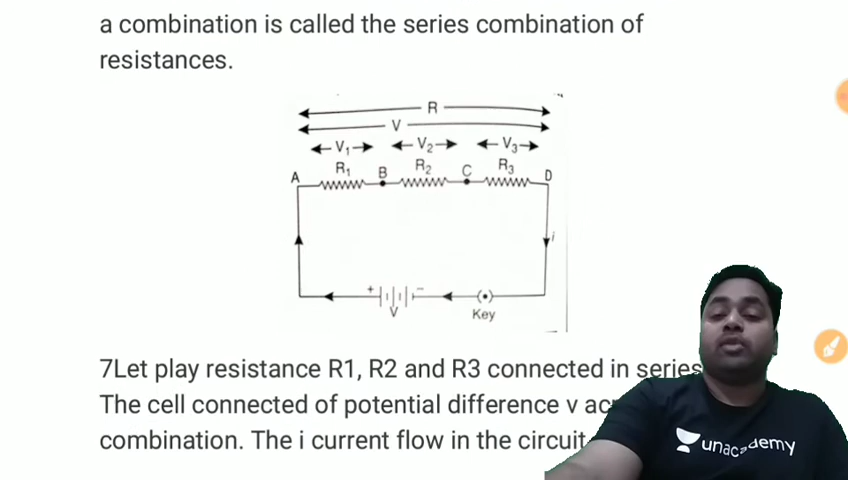 a combination is called the series combination of
resistances.
R
V
V₁ V₂ V₃
R₁ R₂ R₃
A B C D
i
+ −
V
Key
7Let play resistance R1, R2 and R3 connected in series
The cell connected of potential difference v
combination. The i current flow in the circuit
unacademy